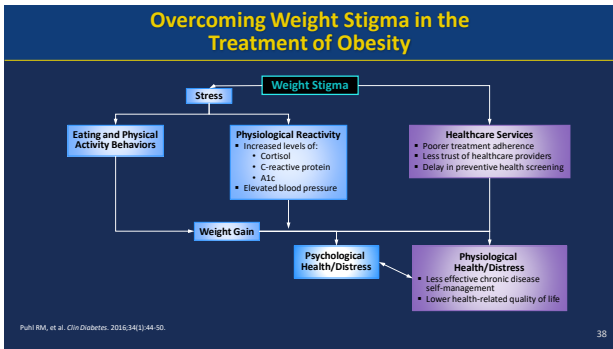 Overcoming Weight Stigma in the
Treatment of Obesity
Weight Stigma
Stress
Eating and Physical
Activity Behaviors
Physiological Reactivity
▪ Increased levels of:
• Cortisol
• C-reactive protein
• A1c
▪ Elevated blood pressure
Healthcare Services
▪ Poorer treatment adherence
▪ Less trust of healthcare providers
▪ Delay in preventive health screening
Weight Gain
Psychological
Health/Distress
Physiological
Health/Distress
▪ Less effective chronic disease
self-management
▪ Lower health-related quality of life
Puhl RM, et al. Clin Diabetes. 2016;34(1):44-50.
38